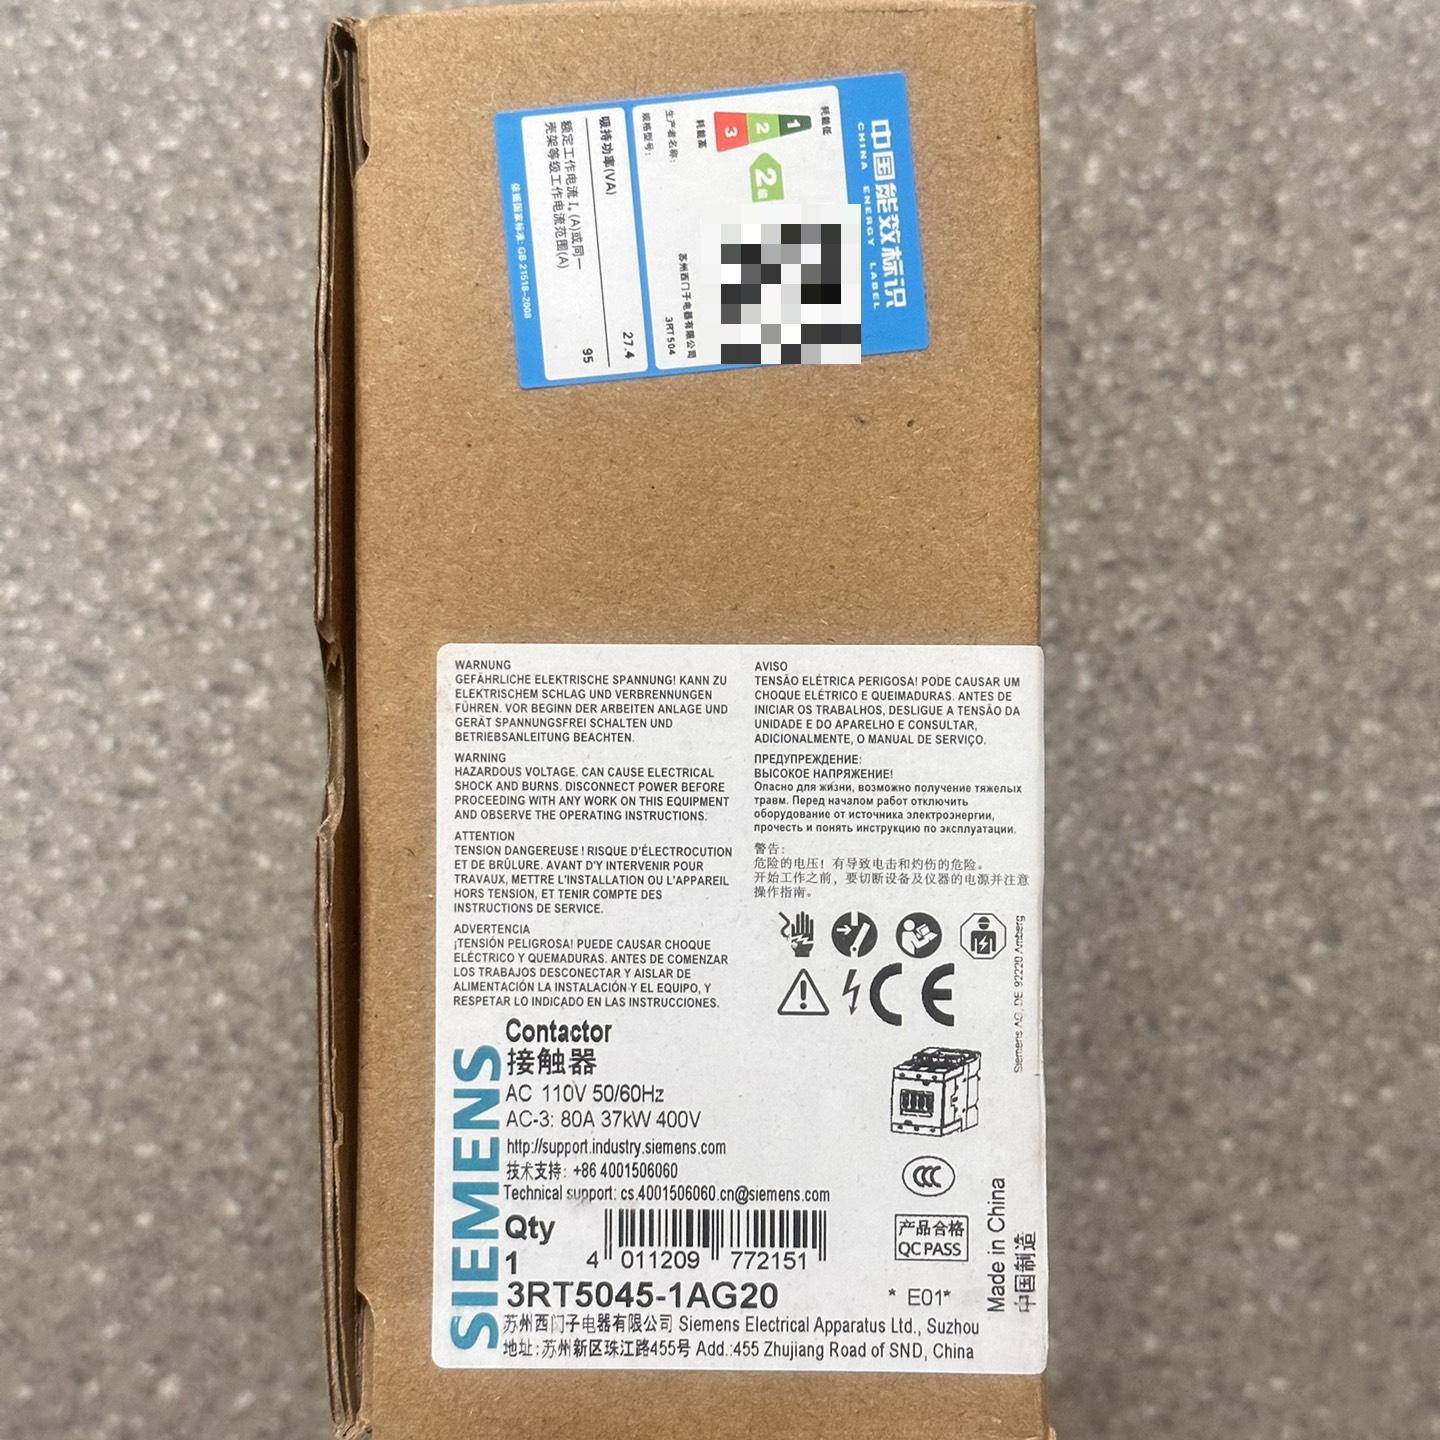 中国能效标识
CHINA ENERGY LABEL
耗能低
1
2
3
耗能高
2级
生产者名称：
苏州西门子电器有限公司
规格型号：
3RT504
吸持功率(VA)
27.4
额定工作电流 Ie (A)或同一
壳架等级工作电流范围(A)
95
依据国家标准: GB 21518-2008
WARNUNG
GEFÄHRLICHE ELEKTRISCHE SPANNUNG! KANN ZU
ELEKTRISCHEM SCHLAG UND VERBRENNUNGEN
FÜHREN. VOR BEGINN DER ARBEITEN ANLAGE UND
GERÄT SPANNUNGSFREI SCHALTEN UND
BETRIEBSANLEITUNG BEACHTEN.
WARNING
HAZARDOUS VOLTAGE. CAN CAUSE ELECTRICAL
SHOCK AND BURNS. DISCONNECT POWER BEFORE
PROCEEDING WITH ANY WORK ON THIS EQUIPMENT
AND OBSERVE THE OPERATING INSTRUCTIONS.
ATTENTION
TENSION DANGEREUSE ! RISQUE D'ÉLECTROCUTION
ET DE BRÛLURE. AVANT D'Y INTERVENIR POUR
TRAVAUX, METTRE L'INSTALLATION OU L'APPAREIL
HORS TENSION, ET TENIR COMPTE DES
INSTRUCTIONS DE SERVICE.
ADVERTENCIA
¡TENSIÓN PELIGROSA! PUEDE CAUSAR CHOQUE
ELÉCTRICO Y QUEMADURAS. ANTES DE COMENZAR
LOS TRABAJOS DESCONECTAR Y AISLAR DE
ALIMENTACIÓN LA INSTALACIÓN Y EL EQUIPO, Y
RESPETAR LO INDICADO EN LAS INSTRUCCIONES.
AVISO
TENSÃO ELÉTRICA PERIGOSA! PODE CAUSAR UM
CHOQUE ELÉTRICO E QUEIMADURAS. ANTES DE
INICIAR OS TRABALHOS, DESLIGUE A TENSÃO DA
UNIDADE E DO APARELHO E CONSULTAR,
ADICIONALMENTE, O MANUAL DE SERVIÇO.
ПРЕДУПРЕЖДЕНИЕ:
ВЫСОКОЕ НАПРЯЖЕНИЕ!
Опасно для жизни, возможно получение тяжелых
травм. Перед началом работ отключить
оборудование от источника электроэнергии,
прочесть и понять инструкцию по эксплуатации.
警告:
危险的电压！有导致电击和灼伤的危险。
开始工作之前，要切断设备及仪器的电源并注意
操作指南。
CE
Siemens AG, DE 92220 Amberg
SIEMENS
Contactor
接触器
AC 110V 50/60Hz
AC-3: 80A 37kW 400V
http://support.industry.siemens.com
技术支持: +86 4001506060
Technical support: cs.4001506060.cn@siemens.com
Qty
1
4 011209 772151
CCC
产品合格
QC PASS
Made in China
中国制造
3RT5045-1AG20
* E01*
苏州西门子电器有限公司 Siemens Electrical Apparatus Ltd., Suzhou
地址: 苏州新区珠江路455号 Add.:455 Zhujiang Road of SND, China